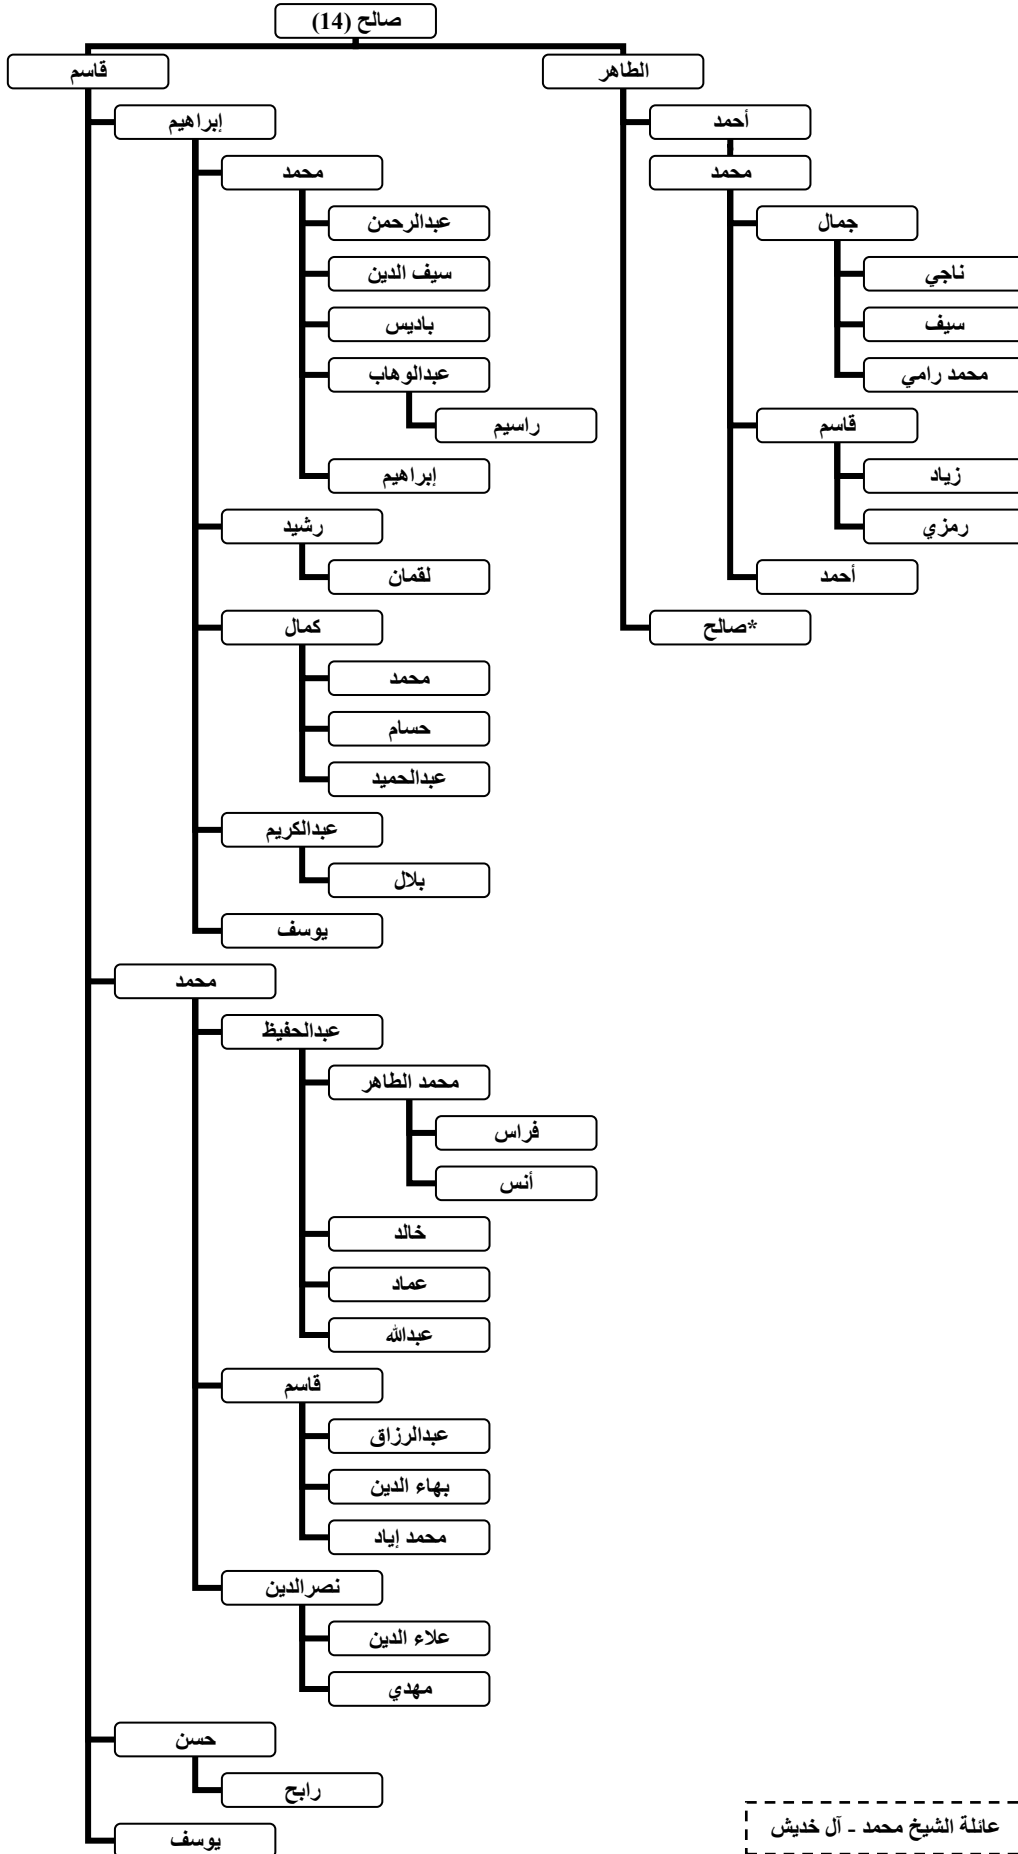 صالح (14)
قاسم
الطاهر
إبراهيم
أحمد
محمد
محمد
عبدالرحمن
جمال
سيف الدين
ناجي
باديس
سيف
عبدالوهاب
محمد رامي
راسيم
قاسم
إبراهيم
زياد
رشيد
رمزي
لقمان
أحمد
كمال
*صالح
محمد
حسام
عبدالحميد
عبدالكريم
بلال
يوسف
محمد
عبدالحفيظ
محمد الطاهر
فراس
أنس
خالد
عماد
عبدالله
قاسم
عبدالرزاق
بهاء الدين
محمد إياد
نصرالدين
علاء الدين
مهدي
حسن
رابح
يوسف
عائلة الشيخ محمد - آل خديش